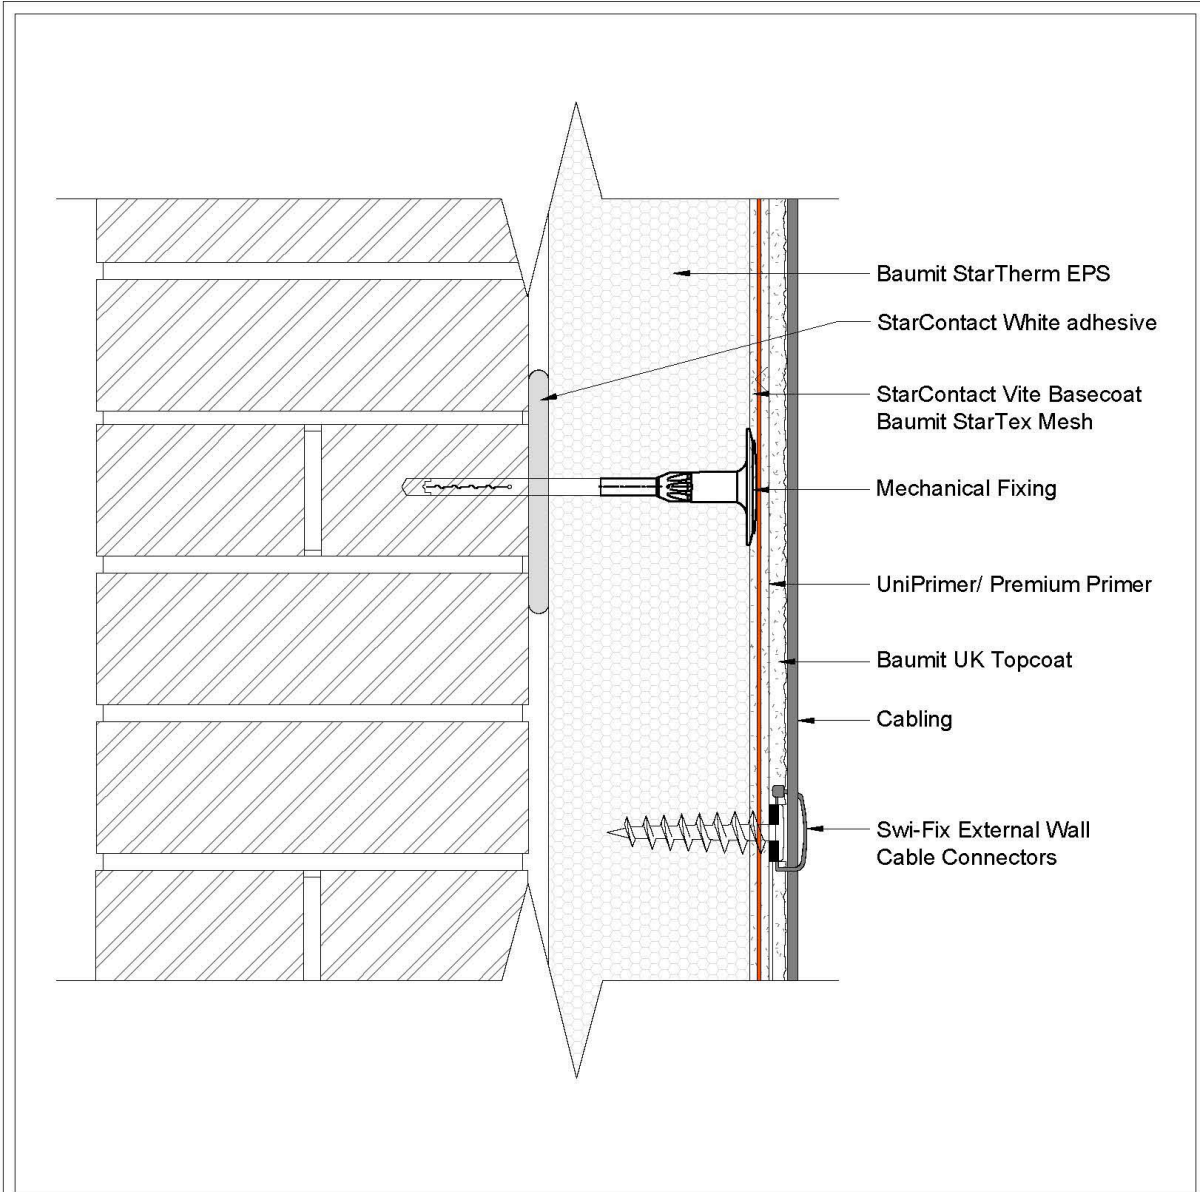 Baumit StarTherm EPS
StarContact White adhesive
StarContact Vite Basecoat
Baumit StarTex Mesh
Mechanical Fixing
UniPrimer/ Premium Primer
Baumit UK Topcoat
Cabling
Swi-Fix External Wall
Cable Connectors